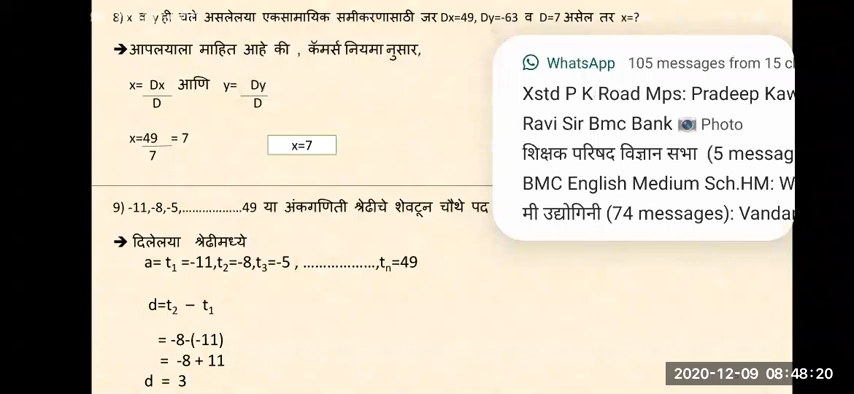 8) x व y ही चले असलेलया एकसामायिक समीकरणासाठी जर Dx=49, Dy=-63 व D=7 असेल तर x=?
➔आपलयाला माहित आहे की , कॅमर्स नियमानुसार,
x= Dx आणि y= Dy
D D
x=49 = 7
7
x=7
9) -11,-8,-5,..................49 या अंकगणिती श्रेढीचे शेवटून चौथे पद
➔ दिलेलया श्रेढीमध्ये
a= t₁ =-11,t₂=-8,t₃=-5 , ....................,tₙ=49
d=t₂ − t₁
= -8-(-11)
= -8 + 11
d = 3
WhatsApp 105 messages from 15 c
Xstd P K Road Mps: Pradeep Kaw
Ravi Sir Bmc Bank 📷 Photo
शिक्षक परिषद विज्ञान सभा (5 messag
BMC English Medium Sch.HM: W
मी उद्योगिनी (74 messages): Vanda
2020-12-09 08:48:20